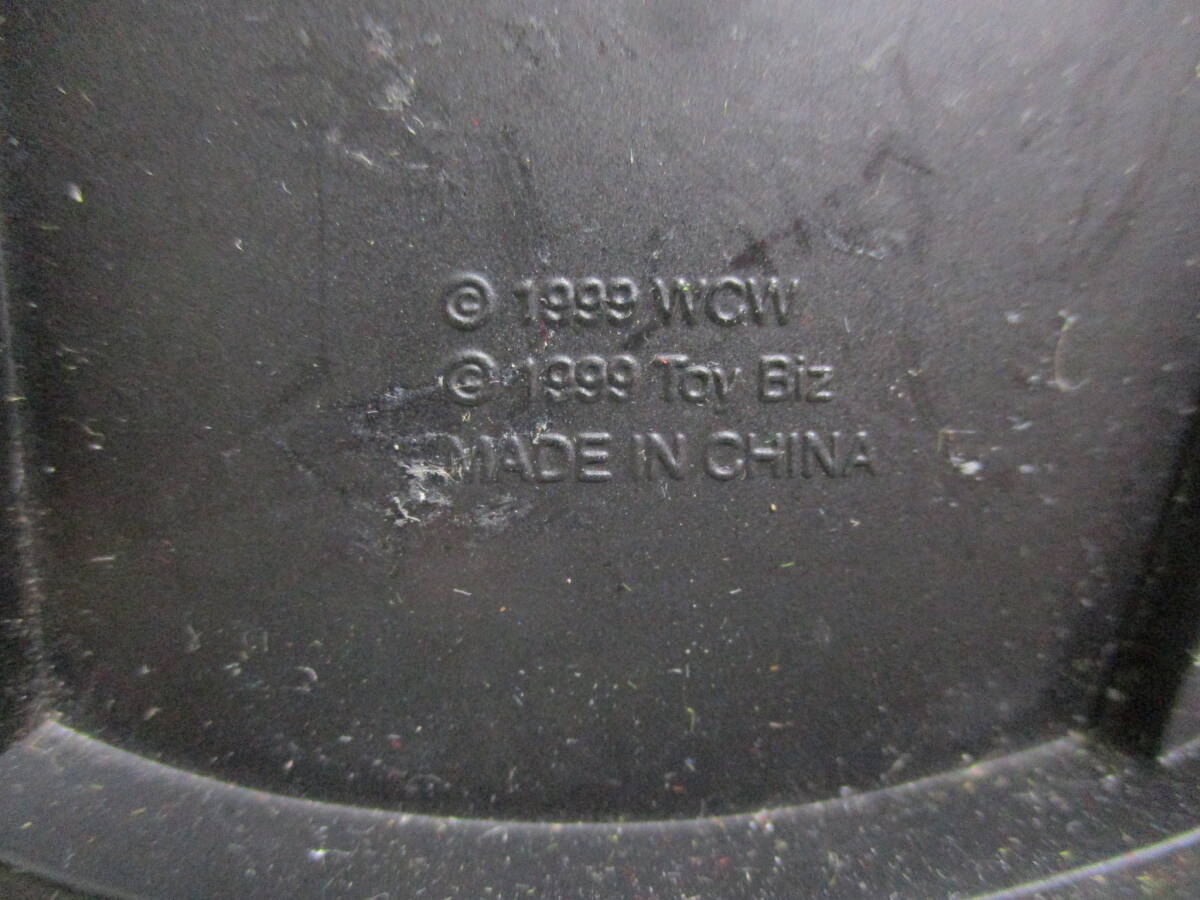 © 1999 WCW
© 1999 Toy Biz
MADE IN CHINA